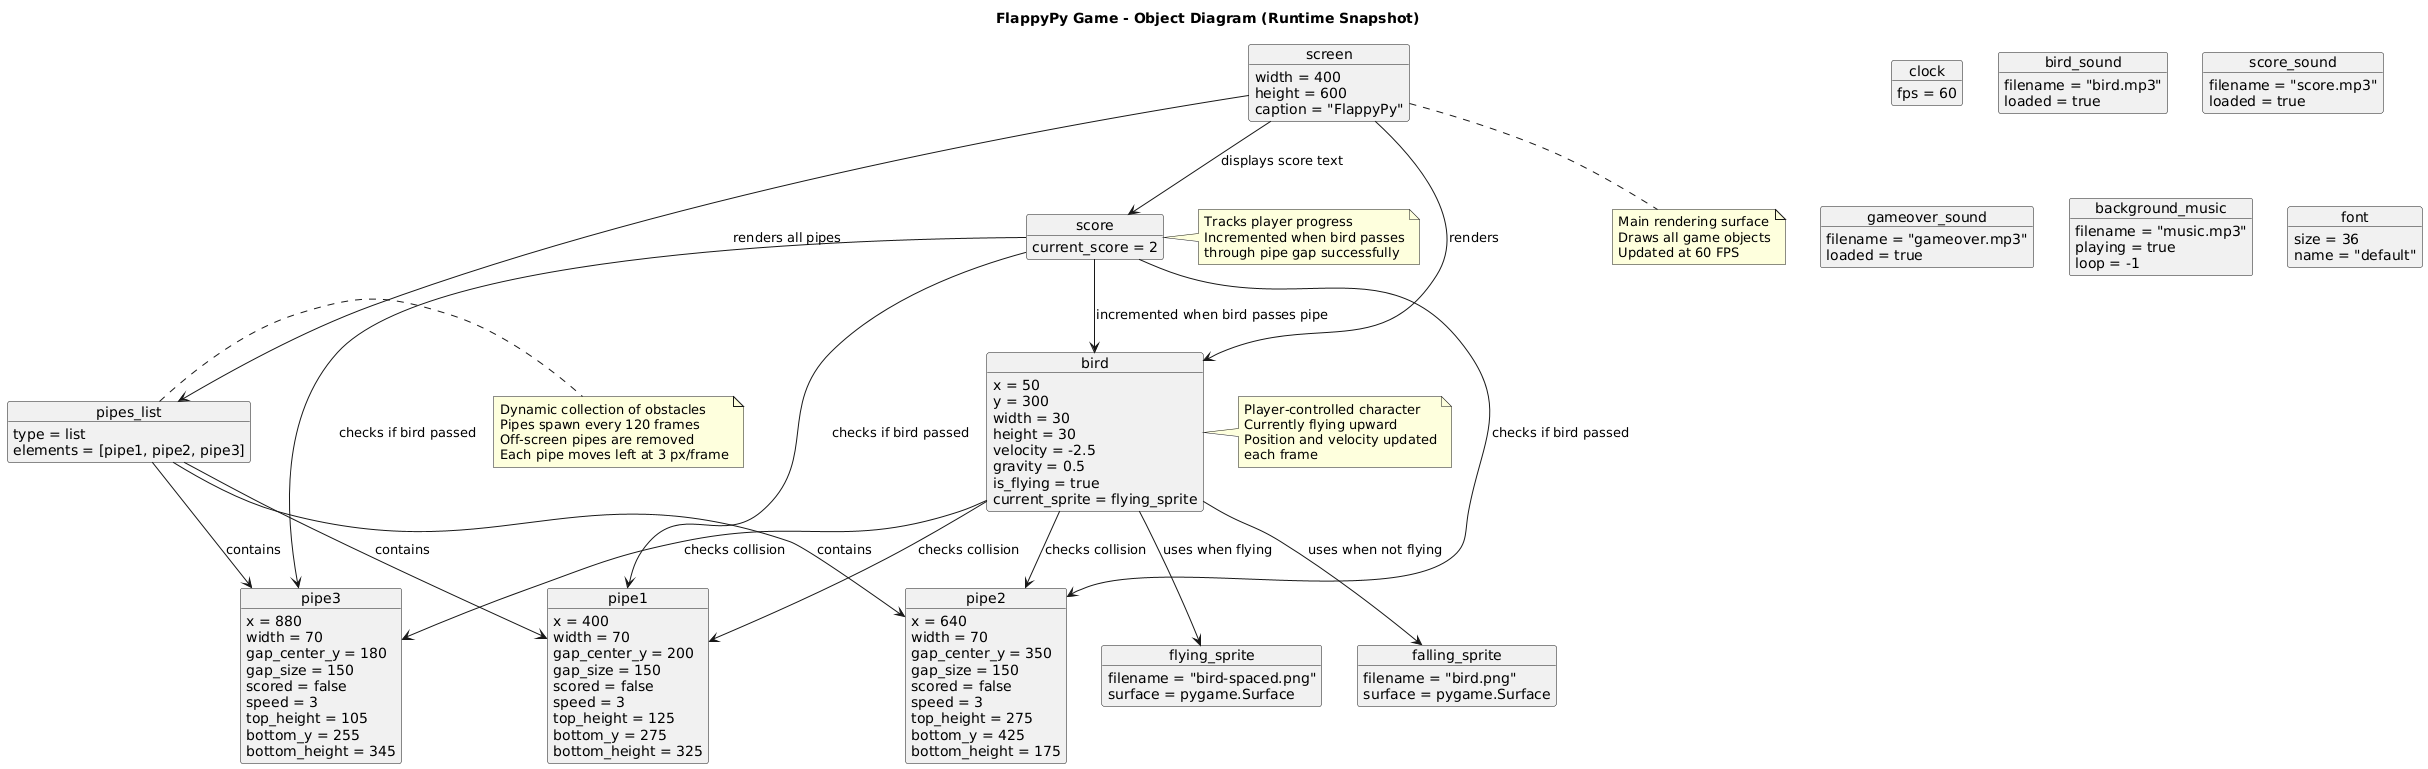 FlappyPy Game - Object Diagram (Runtime Snapshot)
screen
width = 400
height = 600
caption = "FlappyPy"
clock
fps = 60
bird_sound
filename = "bird.mp3"
loaded = true
score_sound
filename = "score.mp3"
loaded = true
displays score text
renders all pipes
score
current_score = 2
Tracks player progress
Incremented when bird passes
through pipe gap successfully
renders
Main rendering surface
Draws all game objects
Updated at 60 FPS
gameover_sound
filename = "gameover.mp3"
loaded = true
background_music
filename = "music.mp3"
playing = true
loop = -1
font
size = 36
name = "default"
incremented when bird passes pipe
pipes_list
type = list
elements = [pipe1, pipe2, pipe3]
checks if bird passed
Dynamic collection of obstacles
Pipes spawn every 120 frames
Off-screen pipes are removed
Each pipe moves left at 3 px/frame
checks if bird passed
bird
x = 50
y = 300
width = 30
height = 30
velocity = -2.5
gravity = 0.5
is_flying = true
current_sprite = flying_sprite
Player-controlled character
Currently flying upward
Position and velocity updated
each frame
checks if bird passed
contains
contains
checks collision
contains
checks collision
checks collision
uses when flying
uses when not flying
pipe3
x = 880
width = 70
gap_center_y = 180
gap_size = 150
scored = false
speed = 3
top_height = 105
bottom_y = 255
bottom_height = 345
pipe1
x = 400
width = 70
gap_center_y = 200
gap_size = 150
scored = false
speed = 3
top_height = 125
bottom_y = 275
bottom_height = 325
pipe2
x = 640
width = 70
gap_center_y = 350
gap_size = 150
scored = false
speed = 3
top_height = 275
bottom_y = 425
bottom_height = 175
flying_sprite
filename = "bird-spaced.png"
surface = pygame.Surface
falling_sprite
filename = "bird.png"
surface = pygame.Surface